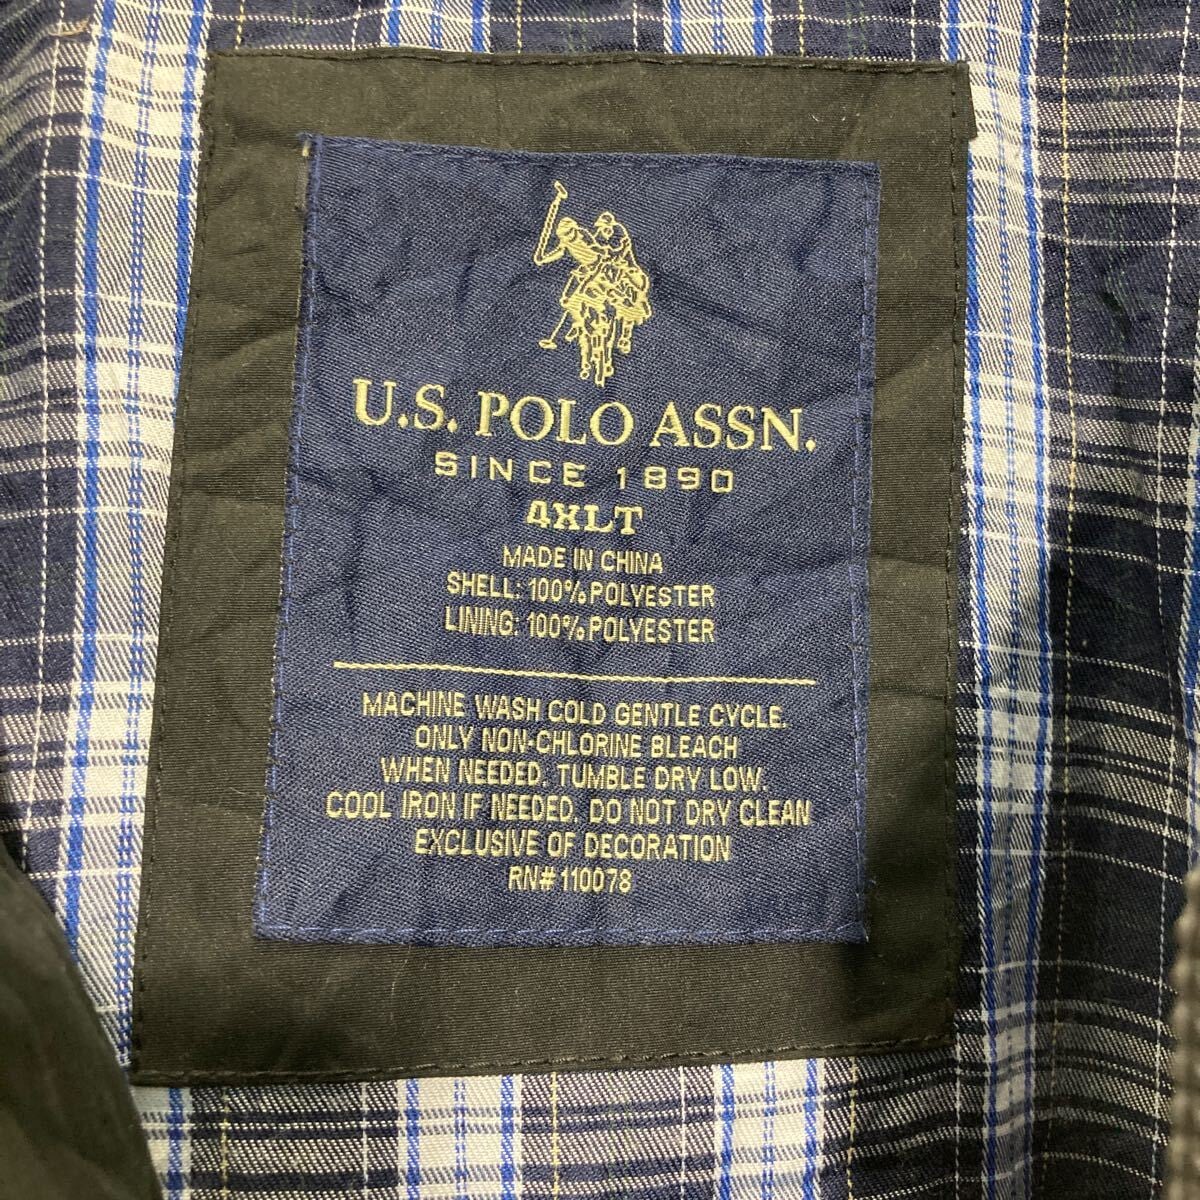 U.S. POLO ASSN.
SINCE 1890
4XLT
MADE IN CHINA
SHELL: 100% POLYESTER
LINING: 100% POLYESTER
MACHINE WASH COLD GENTLE CYCLE.
ONLY NON-CHLORINE BLEACH
WHEN NEEDED. TUMBLE DRY LOW.
COOL IRON IF NEEDED. DO NOT DRY CLEAN
EXCLUSIVE OF DECORATION
RN# 110078